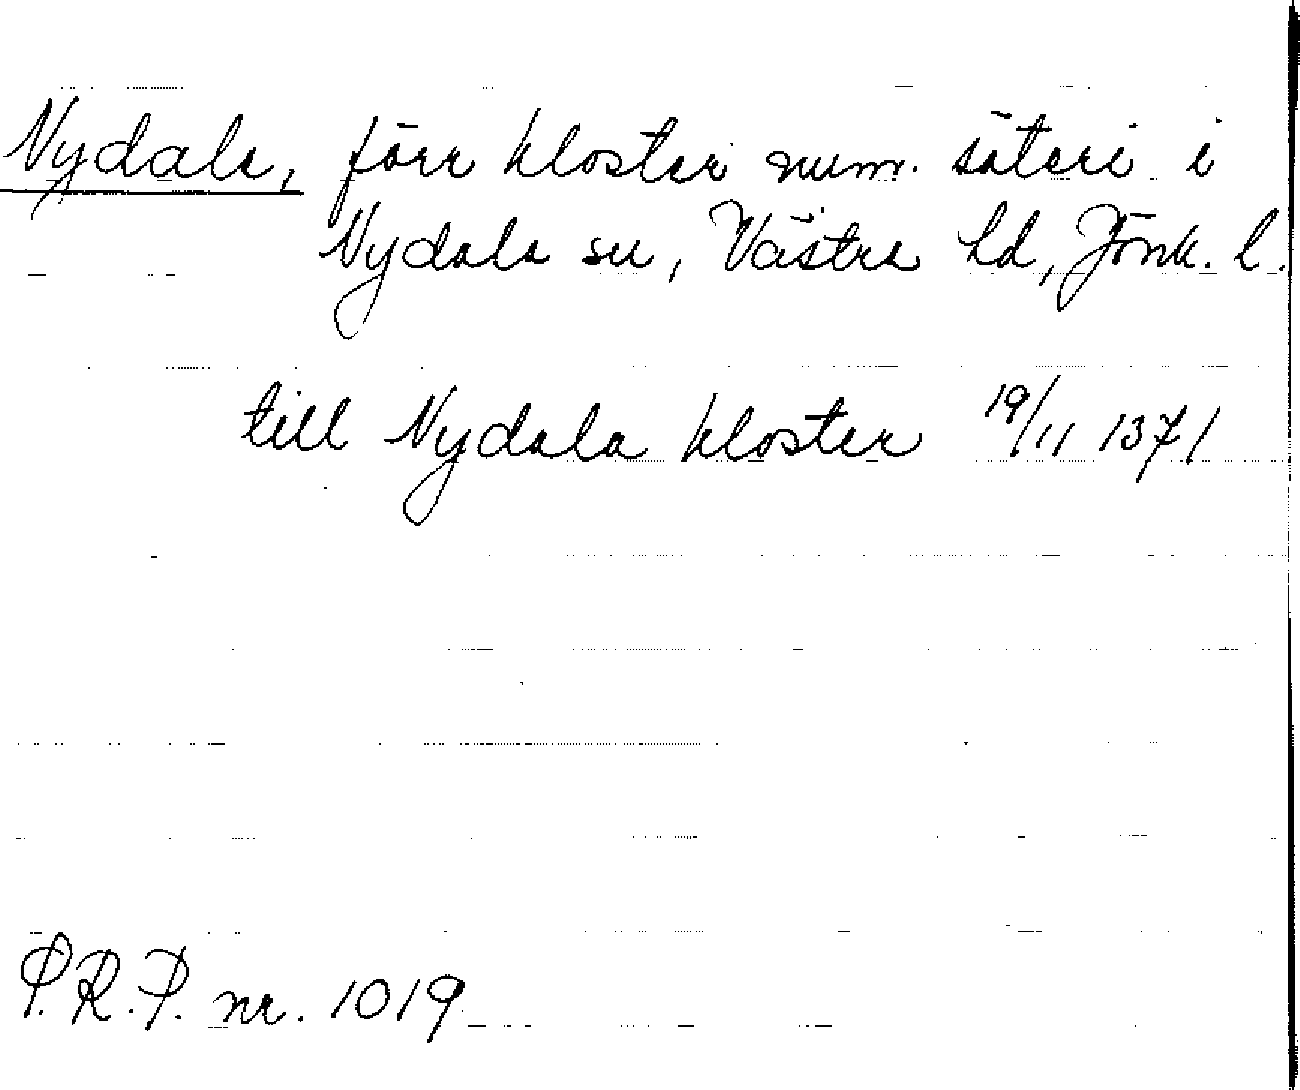 Nydala, förr kloster num. säteri i
Nydala sn, Västra hd, Jönk. l.
till Nydala kloster 19/11 1371
P.R.P. nr. 1019